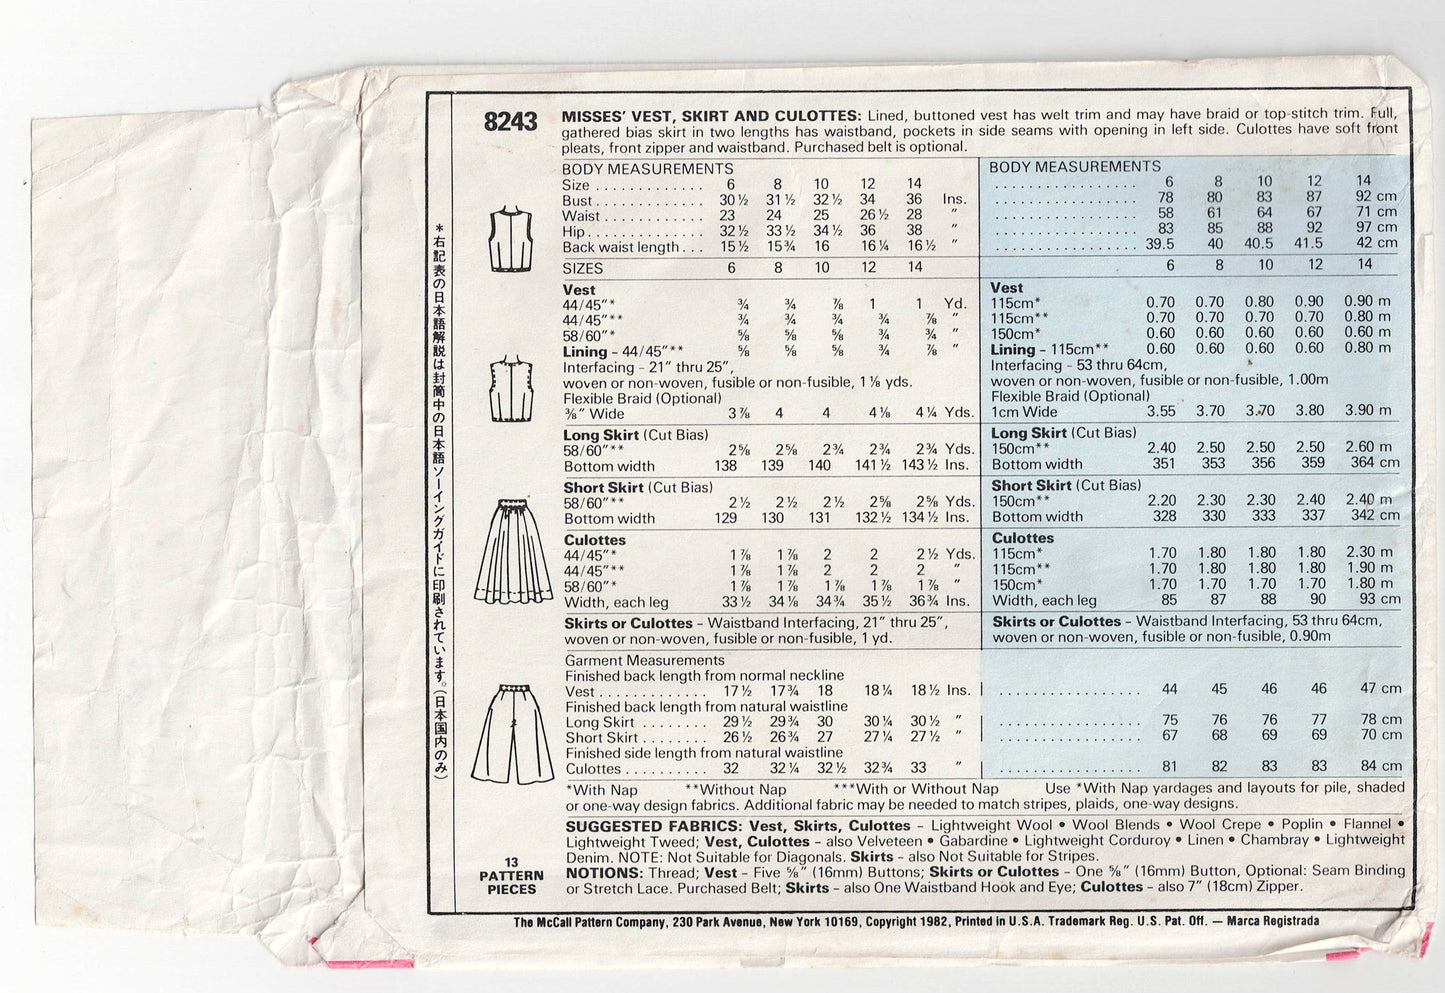 8243
MISSES' VEST, SKIRT AND CULOTTES: Lined, buttoned vest has welt trim and may have braid or top-stitch trim. Full,
gathered bias skirt in two lengths has waistband, pockets in side seams with opening in left side. Culottes have soft front
pleats, front zipper and waistband. Purchased belt is optional.
BODY MEASUREMENTS
Size . . . . . . . . . . . . . 6 8 10 12 14
Bust . . . . . . . . . . . . . 30½ 31½ 32½ 34 36 Ins.
Waist . . . . . . . . . . . . 23 24 25 26½ 28 "
Hip . . . . . . . . . . . . . . 32½ 33½ 34½ 36 38 "
Back waist length . . . 15½ 15¾ 16 16¼ 16½ "
SIZES 6 8 10 12 14
Vest
44/45"* ¾ ¾ ⅞ 1 1 Yd.
44/45"** ¾ ¾ ¾ ¾ ⅞ "
58/60"* ⅝ ⅝ ⅝ ¾ ¾ "
Lining - 44/45"** ⅝ ⅝ ⅝ ¾ ⅞ "
Interfacing - 21" thru 25",
woven or non-woven, fusible or non-fusible, 1⅛ yds.
Flexible Braid (Optional)
⅜" Wide 3⅞ 4 4 4⅛ 4¼ Yds.
Long Skirt (Cut Bias)
58/60"** 2⅝ 2⅝ 2¾ 2¾ 2¾ Yds.
Bottom width 138 139 140 141½ 143½ Ins.
Short Skirt (Cut Bias)
58/60"** 2½ 2½ 2½ 2⅝ 2⅝ Yds.
Bottom width 129 130 131 132½ 134½ Ins.
Culottes
44/45"* 1⅞ 1⅞ 2 2 2½ Yds.
44/45"** 1⅞ 1⅞ 2 2 2 "
58/60"* 1⅞ 1⅞ 1⅞ 1⅞ 1⅞ "
Width, each leg 33½ 34⅛ 34¾ 35½ 36¾ Ins.
Skirts or Culottes - Waistband Interfacing, 21" thru 25",
woven or non-woven, fusible or non-fusible, 1 yd.
Garment Measurements
Finished back length from normal neckline
Vest . . . . . . . . . . . . . 17½ 17¾ 18 18¼ 18½ Ins.
Finished back length from natural waistline
Long Skirt . . . . . . . . 29½ 29¾ 30 30¼ 30½ "
Short Skirt . . . . . . . . 26½ 26¾ 27 27¼ 27½ "
Finished side length from natural waistline
Culottes . . . . . . . . . . 32 32¼ 32½ 32¾ 33 "
BODY MEASUREMENTS
. . . . . . . . . . . . . . . . . 6 8 10 12 14
. . . . . . . . . . . . . . . . . 78 80 83 87 92 cm
. . . . . . . . . . . . . . . . . 58 61 64 67 71 cm
. . . . . . . . . . . . . . . . . 83 85 88 92 97 cm
. . . . . . . . . . . . . . . . . 39.5 40 40.5 41.5 42 cm
6 8 10 12 14
Vest
115cm* 0.70 0.70 0.80 0.90 0.90 m
115cm** 0.70 0.70 0.70 0.70 0.80 m
150cm* 0.60 0.60 0.60 0.60 0.60 m
Lining - 115cm** 0.60 0.60 0.60 0.60 0.80 m
Interfacing - 53 thru 64cm,
woven or non-woven, fusible or non-fusible, 1.00m
Flexible Braid (Optional)
1cm Wide 3.55 3.70 3.70 3.80 3.90 m
Long Skirt (Cut Bias)
150cm** 2.40 2.50 2.50 2.50 2.60 m
Bottom width 351 353 356 359 364 cm
Short Skirt (Cut Bias)
150cm** 2.20 2.30 2.30 2.40 2.40 m
Bottom width 328 330 333 337 342 cm
Culottes
115cm* 1.70 1.80 1.80 1.80 2.30 m
115cm** 1.70 1.80 1.80 1.80 1.90 m
150cm* 1.70 1.70 1.70 1.70 1.80 m
Width, each leg 85 87 88 90 93 cm
Skirts or Culottes - Waistband Interfacing, 53 thru 64cm,
woven or non-woven, fusible or non-fusible, 0.90m
. . . . . . . . . . . . . . . . . 44 45 46 46 47 cm
. . . . . . . . . . . . . . . . . 75 76 76 77 78 cm
. . . . . . . . . . . . . . . . . 67 68 69 69 70 cm
. . . . . . . . . . . . . . . . . 81 82 83 83 84 cm
*With Nap **Without Nap ***With or Without Nap Use *With Nap yardages and layouts for pile, shaded
or one-way design fabrics. Additional fabric may be needed to match stripes, plaids, one-way designs.
SUGGESTED FABRICS: Vest, Skirts, Culottes - Lightweight Wool • Wool Blends • Wool Crepe • Poplin • Flannel •
Lightweight Tweed; Vest, Culottes - also Velveteen • Gabardine • Lightweight Corduroy • Linen • Chambray • Lightweight
Denim. NOTE: Not Suitable for Diagonals. Skirts - also Not Suitable for Stripes.
NOTIONS: Thread; Vest - Five ⅝" (16mm) Buttons; Skirts or Culottes - One ⅝" (16mm) Button, Optional: Seam Binding
or Stretch Lace. Purchased Belt; Skirts - also One Waistband Hook and Eye; Culottes - also 7" (18cm) Zipper.
13
PATTERN
PIECES
*右記表の日本語解説は封筒中の日本語ソーイングガイドに印刷されています。(日本国内のみ)
The McCall Pattern Company, 230 Park Avenue, New York 10169, Copyright 1982, Printed in U.S.A. Trademark Reg. U.S. Pat. Off. — Marca Registrada